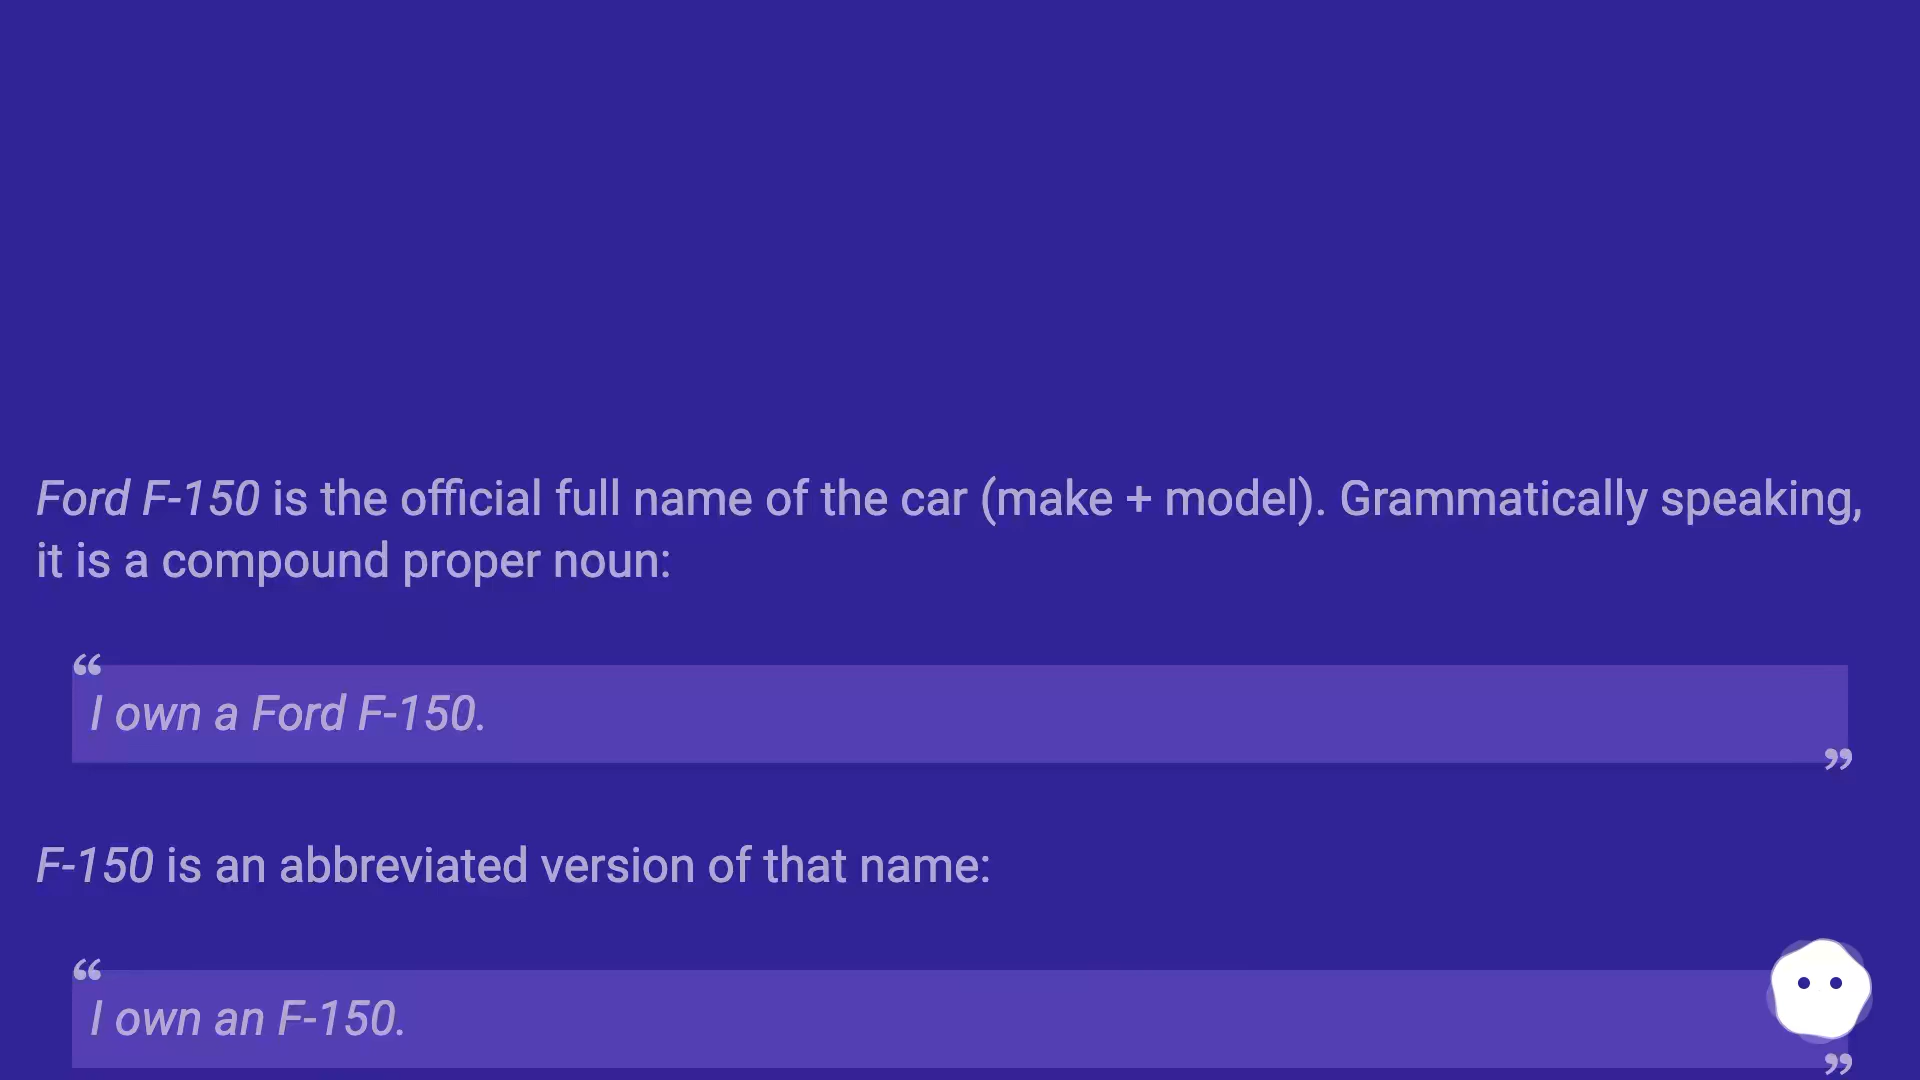 Ford F-150 is the official full name of the car (make + model). Grammatically speaking,
it is a compound proper noun:
“
I own a Ford F-150.
”
F-150 is an abbreviated version of that name:
“
I own an F-150.
”